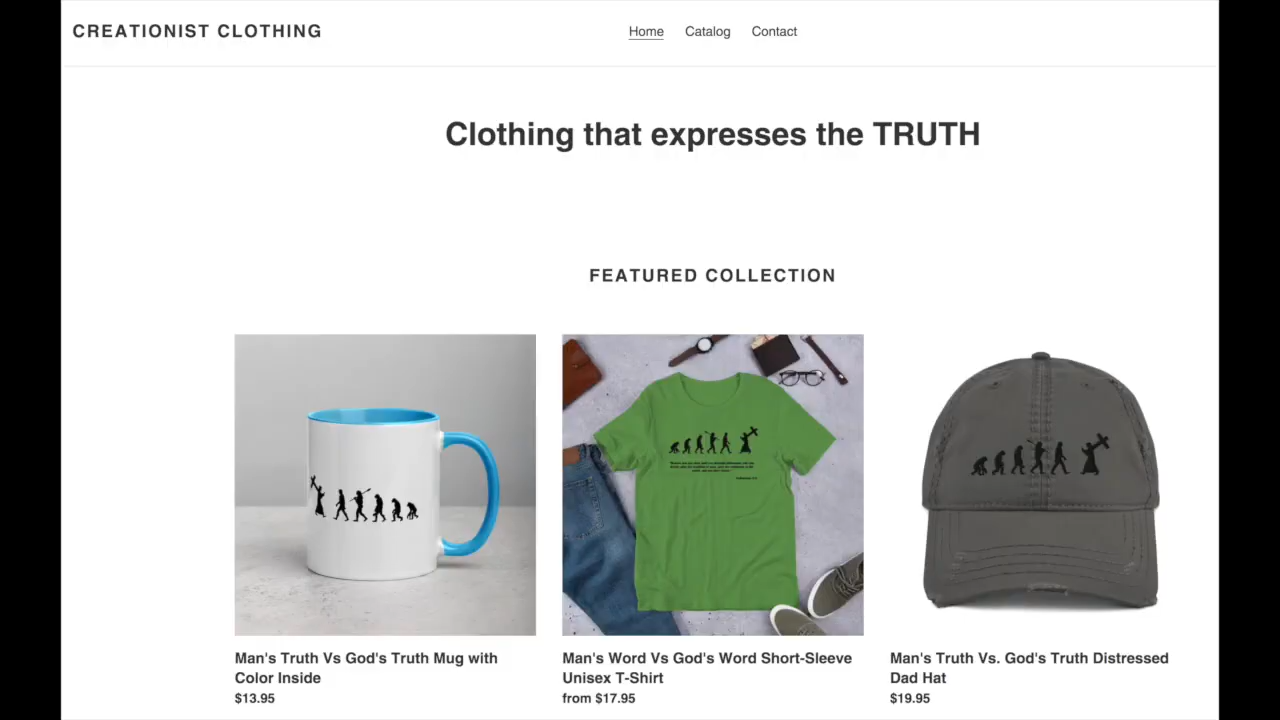 CREATIONIST CLOTHING
Home Catalog Contact
Clothing that expresses the TRUTH
FEATURED COLLECTION
Man's Truth Vs God's Truth Mug with
Color Inside
$13.95
Man's Word Vs God's Word Short-Sleeve
Unisex T-Shirt
from $17.95
Man's Truth Vs. God's Truth Distressed
Dad Hat
$19.95